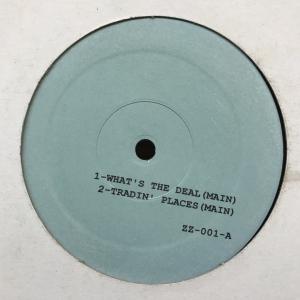 1-WHAT'S THE DEAL(MAIN)
2-TRADIN' PLACES(MAIN)
ZZ-001-A